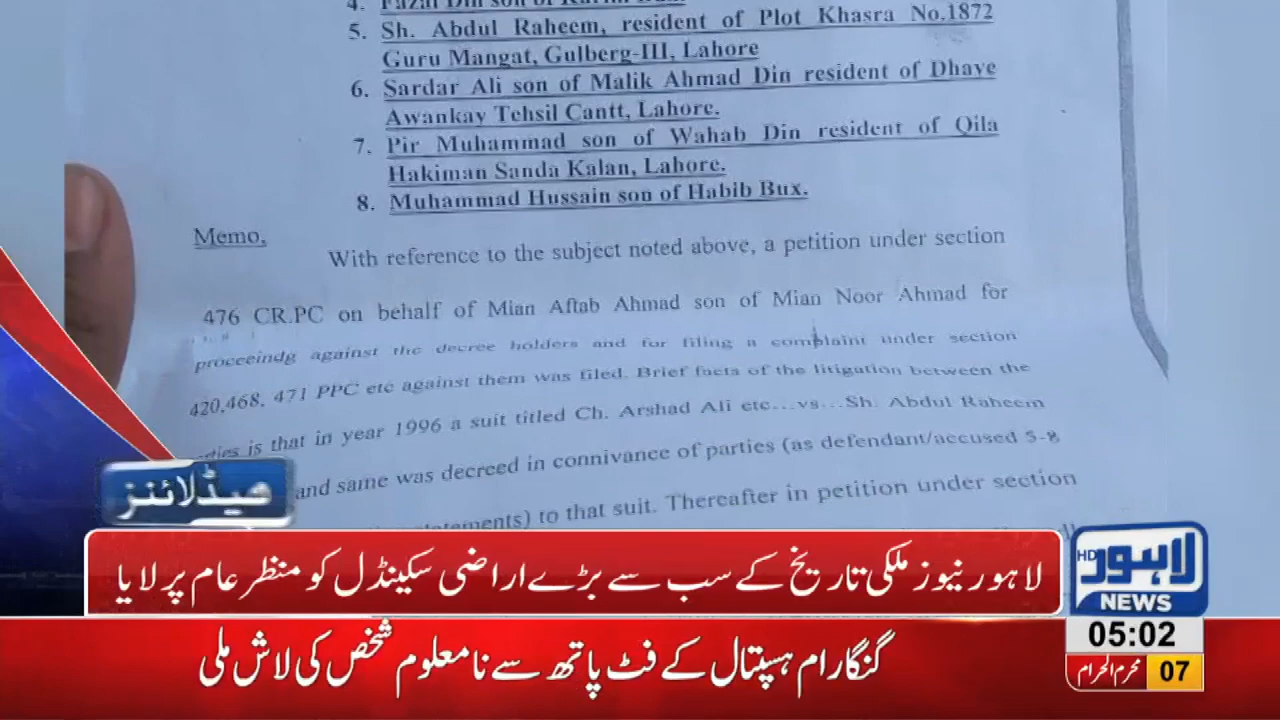 4. Fazal Din son of Karim
5. Sh. Abdul Raheem, resident of Plot Khasra No.1872
Guru Mangat, Gulberg-III, Lahore
6. Sardar Ali son of Malik Ahmad Din resident of Dhaye
Awankay Tehsil Cantt, Lahore.
7. Pir Muhammad son of Wahab Din resident of Qila
Hakiman Sanda Kalan, Lahore.
8. Muhammad Hussain son of Habib Bux.
Memo,
With reference to the subject noted above, a petition under section
476 CR.PC on behalf of Mian Aftab Ahmad son of Mian Noor Ahmad for
proceeindg against the decree holders and for filing a complaint under section
420,468, 471 PPC etc against them was filed. Brief facts of the litigation between the
is that in year 1996 a suit titled Ch. Arshad Ali etc...vs...Sh. Abdul Raheem
and same was decreed in connivance of parties (as defendant/accused 5-8
to that suit. Thereafter in petition under section
ہیڈلائنز
لاہور نیوز ملکی تاریخ کے سب سے بڑے اراضی سکینڈل کو منظر عام پر لایا
HD
لاہور
NEWS
گنگارام ہسپتال کے فٹ پاتھ سے نامعلوم شخص کی لاش ملی
05:02
محرم الحرام 07